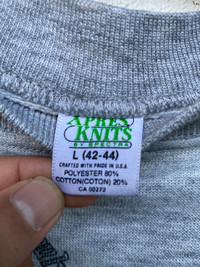 APRES
KNITS
BY SPECTRA
L (42-44)
CRAFTED WITH PRIDE IN U.S.A.
POLYESTER 80%
COTTON(COTON) 20%
CA 00272